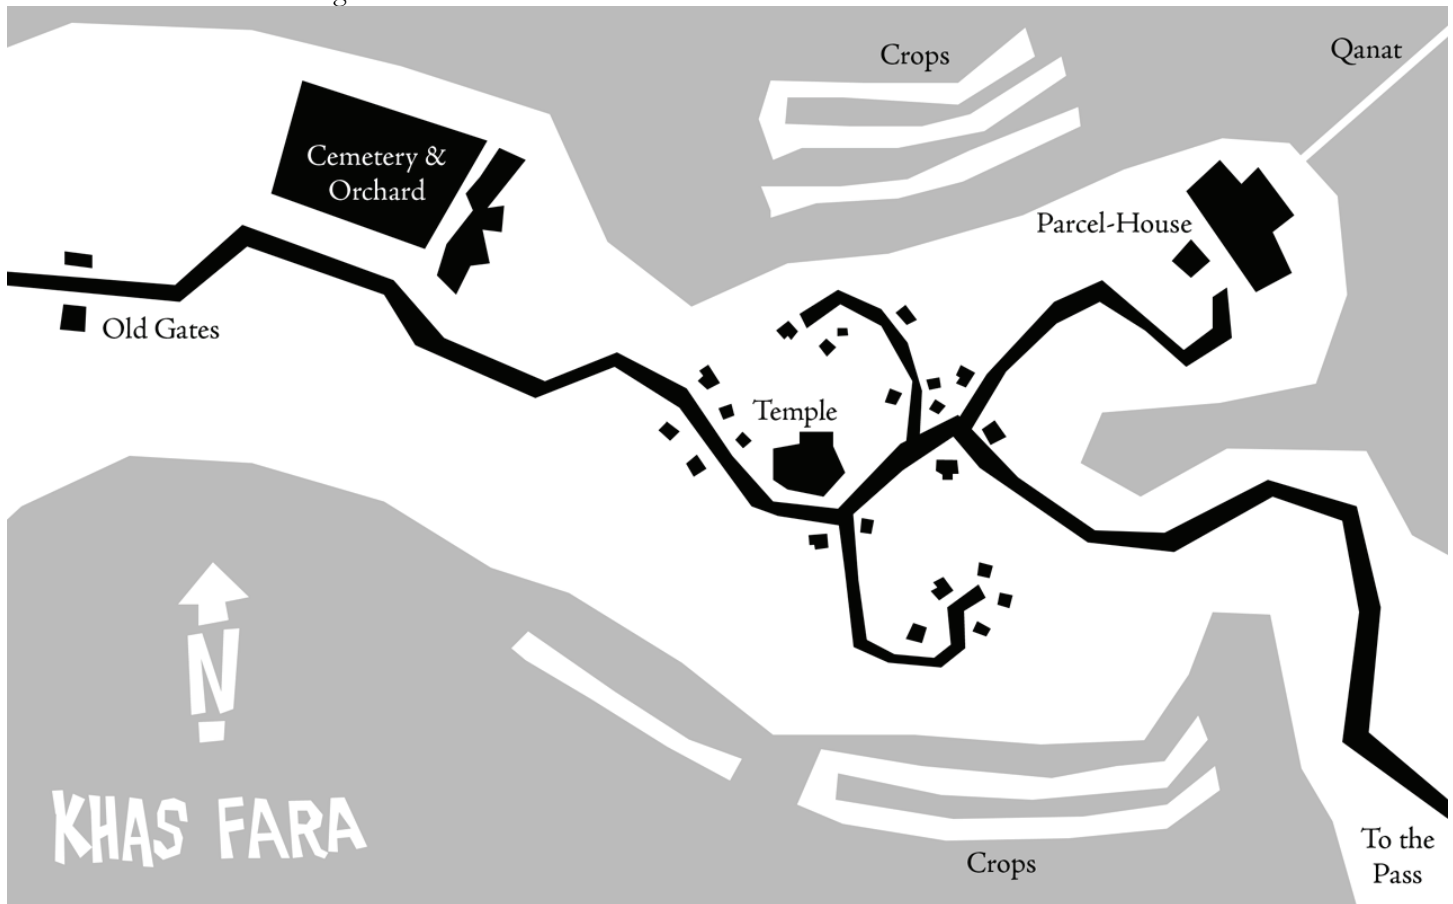 Crops
Qanat
Cemetery &
Orchard
Parcel-House
Old Gates
Temple
N
KHAS FARA
Crops
To the
Pass